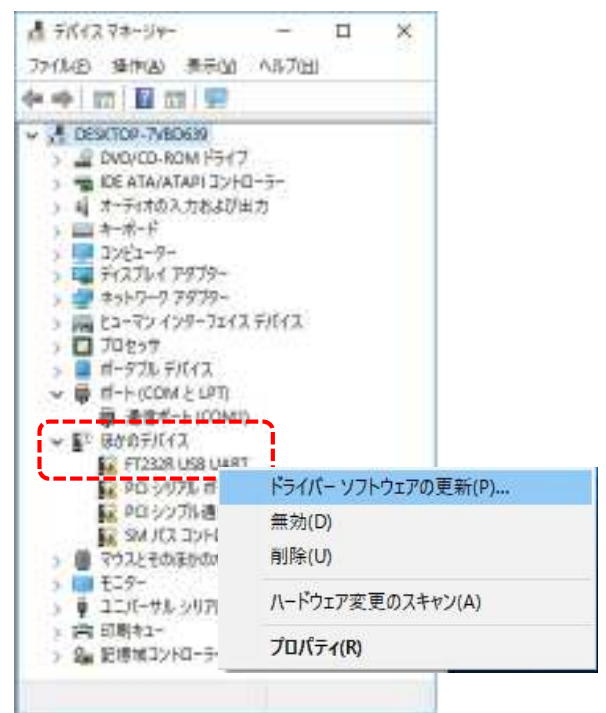 デバイス マネージャー
ファイル(F) 操作(A) 表示(V) ヘルプ(H)
DESKTOP-7VBD639
DVD/CD-ROM ドライブ
IDE ATA/ATAPI コントローラー
オーディオの入力および出力
キーボード
コンピューター
ディスプレイ アダプター
ネットワーク アダプター
ヒューマン インターフェイス デバイス
プロセッサ
ポータブル デバイス
ポート (COM と LPT)
通信ポート (COM1)
ほかのデバイス
FT232R USB UART
PCI シリアル ポ
PCI シンプル通
SM バス コント
マウスとそのほかの
モニター
ユニバーサル シリア
印刷キュー
記憶域コントローラー
ドライバー ソフトウェアの更新(P)...
無効(D)
削除(U)
ハードウェア変更のスキャン(A)
プロパティ(R)